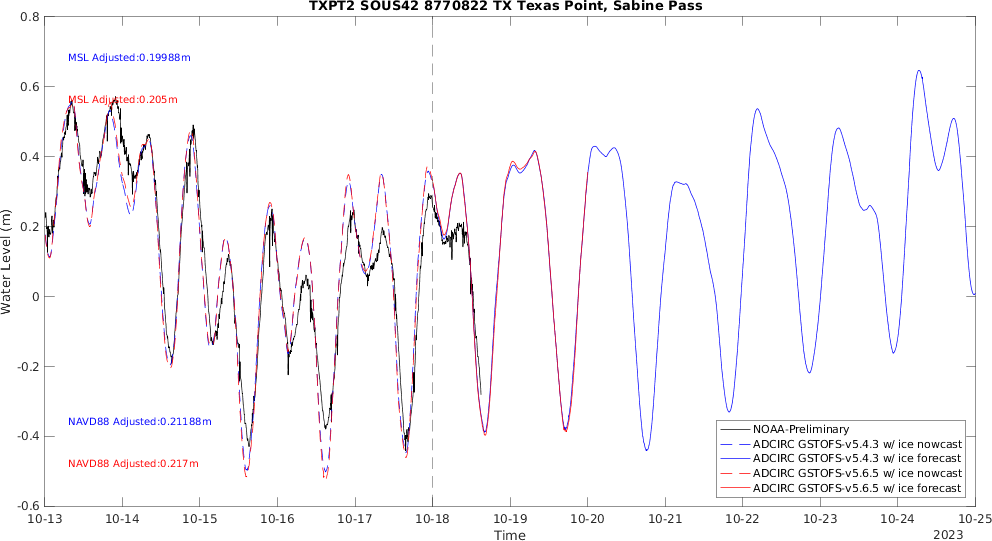 TXPT2 SOUS42 8770822 TX Texas Point, Sabine Pass
0.8
0.6
0.4
0.2
0
-0.2
-0.4
-0.6
Water Level (m)
MSL Adjusted:0.19988m
MSL Adjusted:0.205m
NAVD88 Adjusted:0.21188m
NAVD88 Adjusted:0.217m
NOAA-Preliminary
ADCIRC GSTOFS-v5.4.3 w/ ice nowcast
ADCIRC GSTOFS-v5.4.3 w/ ice forecast
ADCIRC GSTOFS-v5.6.5 w/ ice nowcast
ADCIRC GSTOFS-v5.6.5 w/ ice forecast
10-13 10-14 10-15 10-16 10-17 10-18 10-19 10-20 10-21 10-22 10-23 10-24 10-25
Time
2023